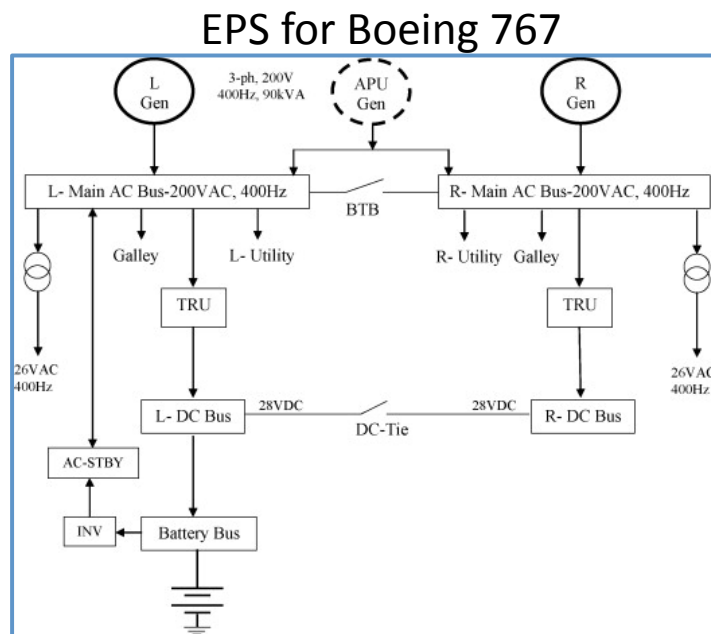 EPS for Boeing 767
L
Gen
3-ph, 200V
400Hz, 90kVA
APU
Gen
R
Gen
L- Main AC Bus-200VAC, 400Hz
BTB
R- Main AC Bus-200VAC, 400Hz
Galley
L- Utility
R- Utility
Galley
TRU
TRU
26VAC
400Hz
26VAC
400Hz
L- DC Bus
28VDC
DC-Tie
28VDC
R- DC Bus
AC-STBY
INV
Battery Bus